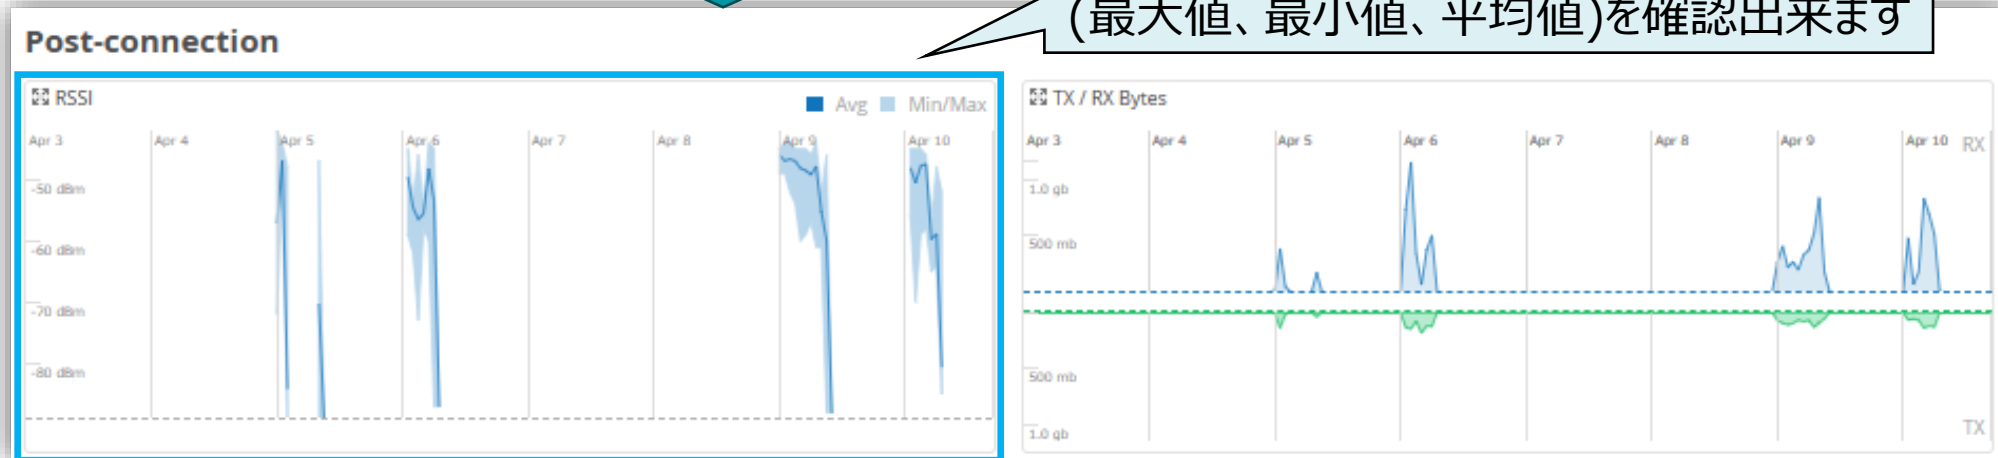 (最大値、最小値、平均値)を確認出来ます
Post-connection
RSSI
Avg
Min/Max
Apr 3
Apr 4
Apr 5
Apr 6
Apr 7
Apr 8
Apr 9
Apr 10
-50 dBm
-60 dBm
-70 dBm
-80 dBm
TX / RX Bytes
Apr 3
Apr 4
Apr 5
Apr 6
Apr 7
Apr 8
Apr 9
Apr 10
RX
1.0 gb
500 mb
500 mb
1.0 gb
TX